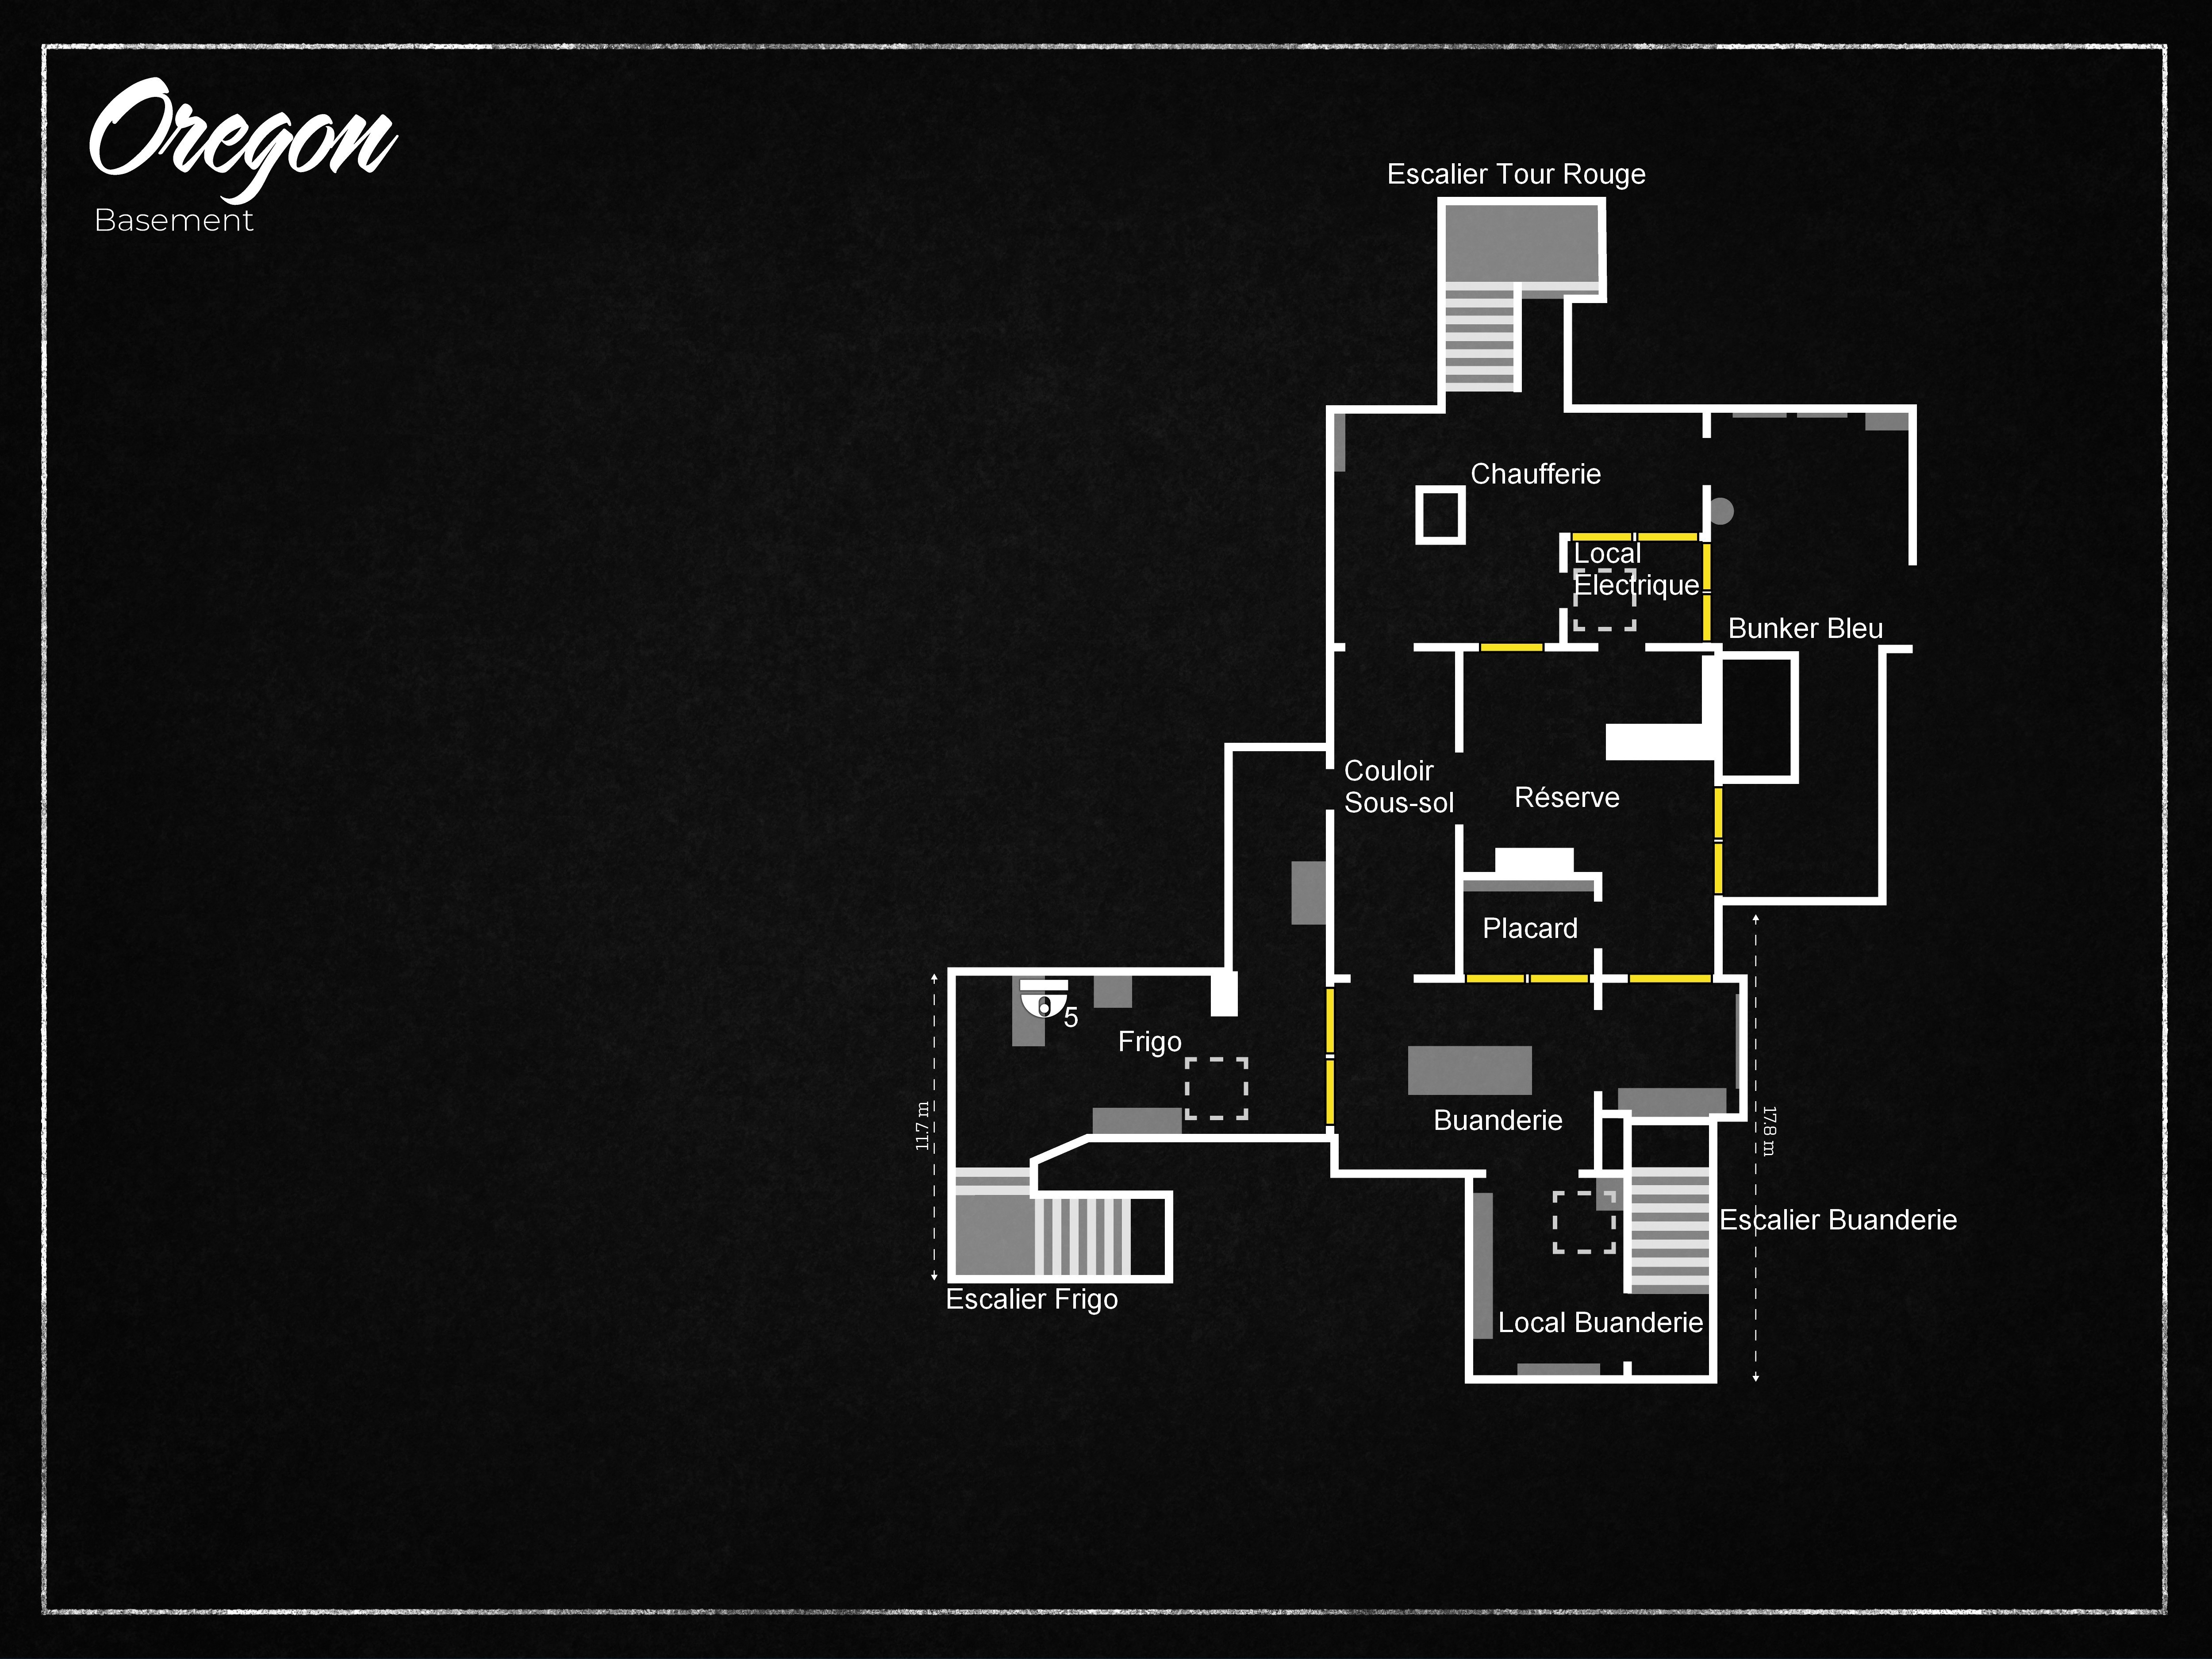 Oregon
Basement
Escalier Tour Rouge
Chaufferie
Local
Electrique
Bunker Bleu
Couloir
Sous-sol
Réserve
Placard
5
Frigo
Buanderie
11.7 m
17.8 m
Escalier Buanderie
Escalier Frigo
Local Buanderie